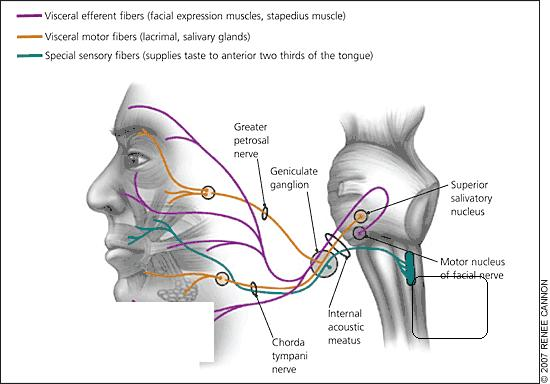 Visceral efferent fibers (facial expression muscles, stapedius muscle)
Visceral motor fibers (lacrimal, salivary glands)
Special sensory fibers (supplies taste to anterior two thirds of the tongue)
Greater
petrosal
nerve
Geniculate
ganglion
Superior
salivatory
nucleus
Motor nucleus
of facial nerve
Internal
acoustic
meatus
Chorda
tympani
nerve
© 2007 RENEE CANNON